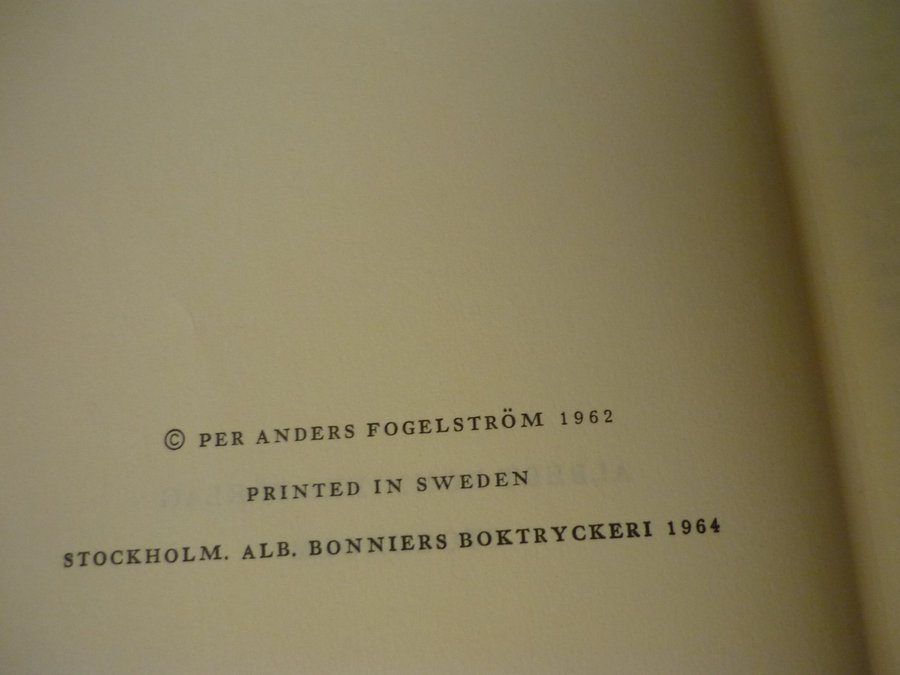 © PER ANDERS FOGELSTRÖM 1962
PRINTED IN SWEDEN
STOCKHOLM. ALB. BONNIERS BOKTRYCKERI 1964